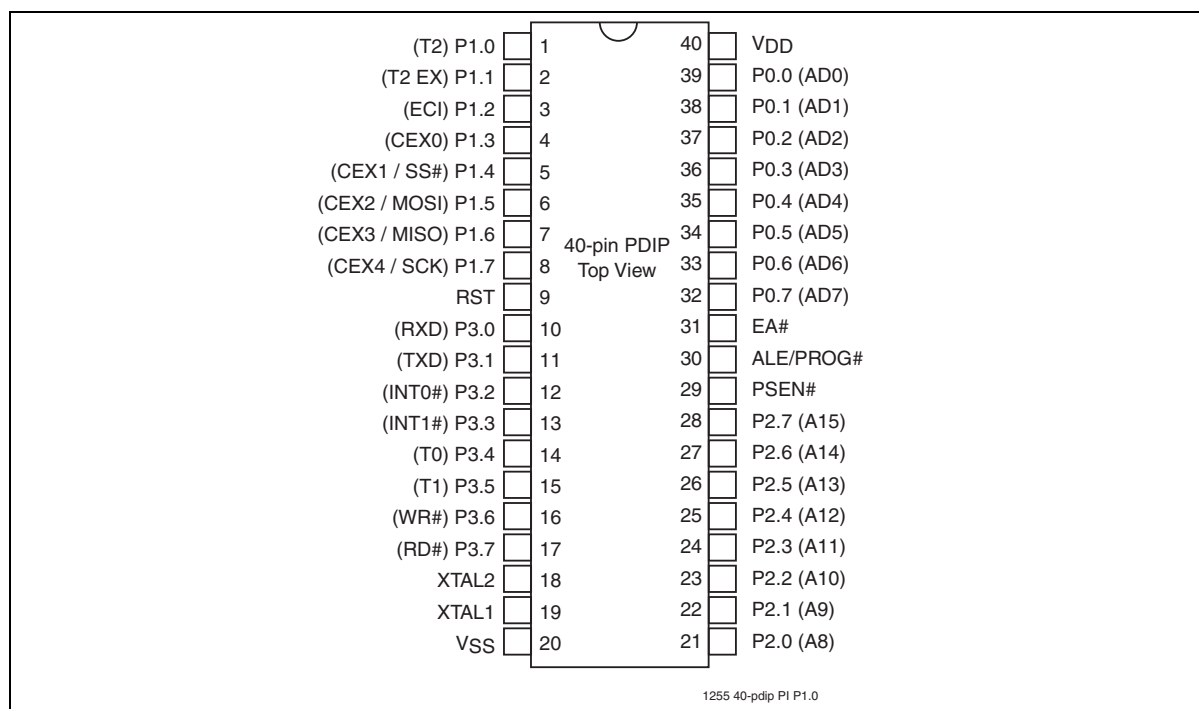 (T2) P1.0 1 40 VDD
(T2 EX) P1.1 2 39 P0.0 (AD0)
(ECI) P1.2 3 38 P0.1 (AD1)
(CEX0) P1.3 4 37 P0.2 (AD2)
(CEX1 / SS#) P1.4 5 36 P0.3 (AD3)
(CEX2 / MOSI) P1.5 6 35 P0.4 (AD4)
(CEX3 / MISO) P1.6 7 34 P0.5 (AD5)
40-pin PDIP
Top View
(CEX4 / SCK) P1.7 8 33 P0.6 (AD6)
RST 9 32 P0.7 (AD7)
(RXD) P3.0 10 31 EA#
(TXD) P3.1 11 30 ALE/PROG#
(INT0#) P3.2 12 29 PSEN#
(INT1#) P3.3 13 28 P2.7 (A15)
(T0) P3.4 14 27 P2.6 (A14)
(T1) P3.5 15 26 P2.5 (A13)
(WR#) P3.6 16 25 P2.4 (A12)
(RD#) P3.7 17 24 P2.3 (A11)
XTAL2 18 23 P2.2 (A10)
XTAL1 19 22 P2.1 (A9)
VSS 20 21 P2.0 (A8)
1255 40-pdip PI P1.0